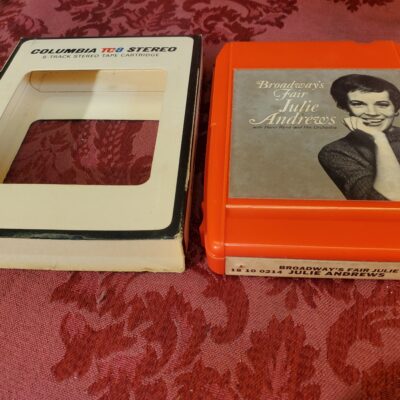 COLUMBIA TC8 STEREO
8-TRACK STEREO TAPE CARTRIDGE
Broadway's
Fair
Julie
Andrews
with Henri René and His Orchestra
18 10 0214 BROADWAY'S FAIR JULIE
JULIE ANDREWS